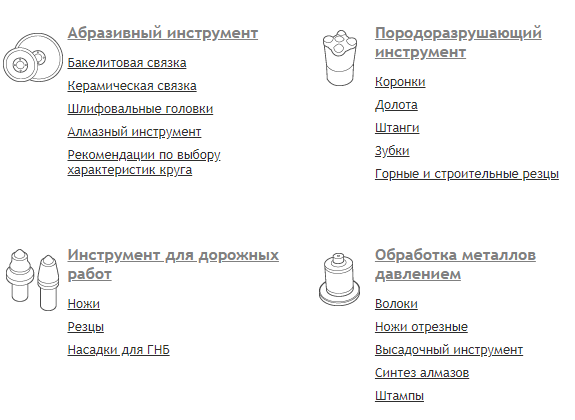 Абразивный инструмент
Бакелитовая связка
Керамическая связка
Шлифовальные головки
Алмазный инструмент
Рекомендации по выбору
характеристик круга
Породоразрушающий
инструмент
Коронки
Долота
Штанги
Зубки
Горные и строительные резцы
Инструмент для дорожных
работ
Ножи
Резцы
Насадки для ГНБ
Обработка металлов
давлением
Волоки
Ножи отрезные
Высадочный инструмент
Синтез алмазов
Штампы